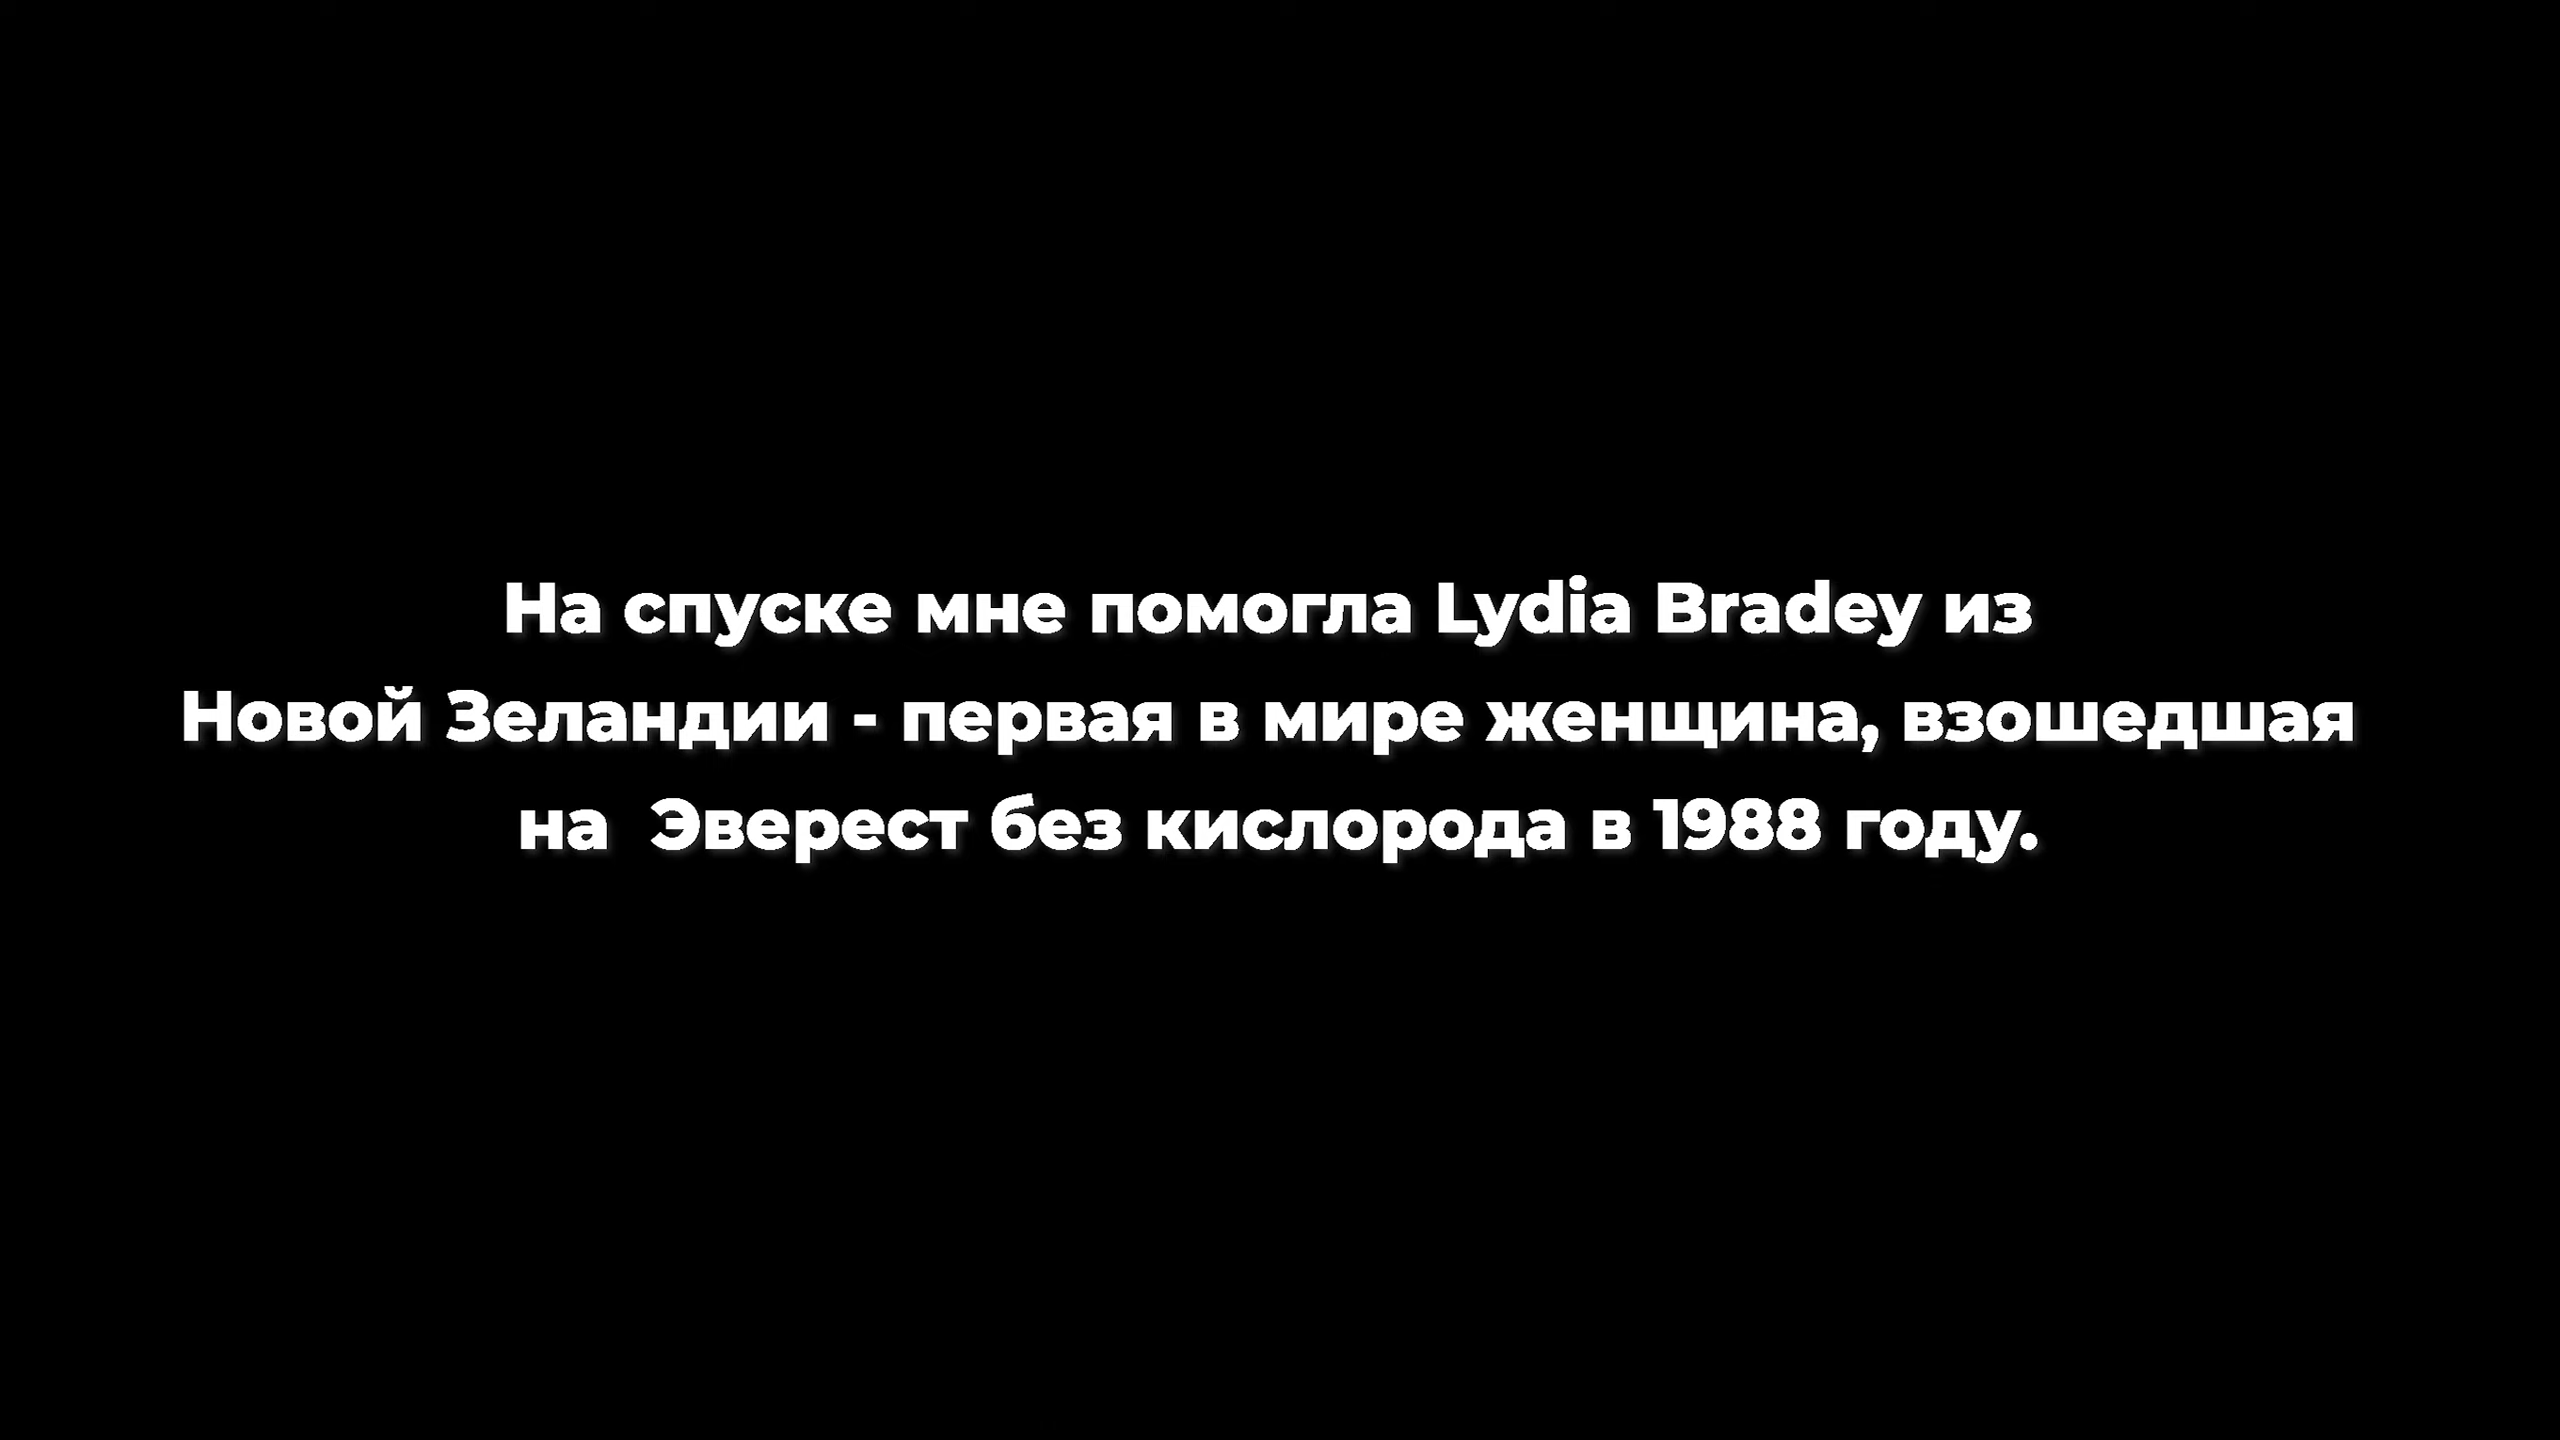 На спуске мне помогла Lydia Bradey из
Новой Зеландии - первая в мире женщина, взошедшая
на  Эверест без кислорода в 1988 году.